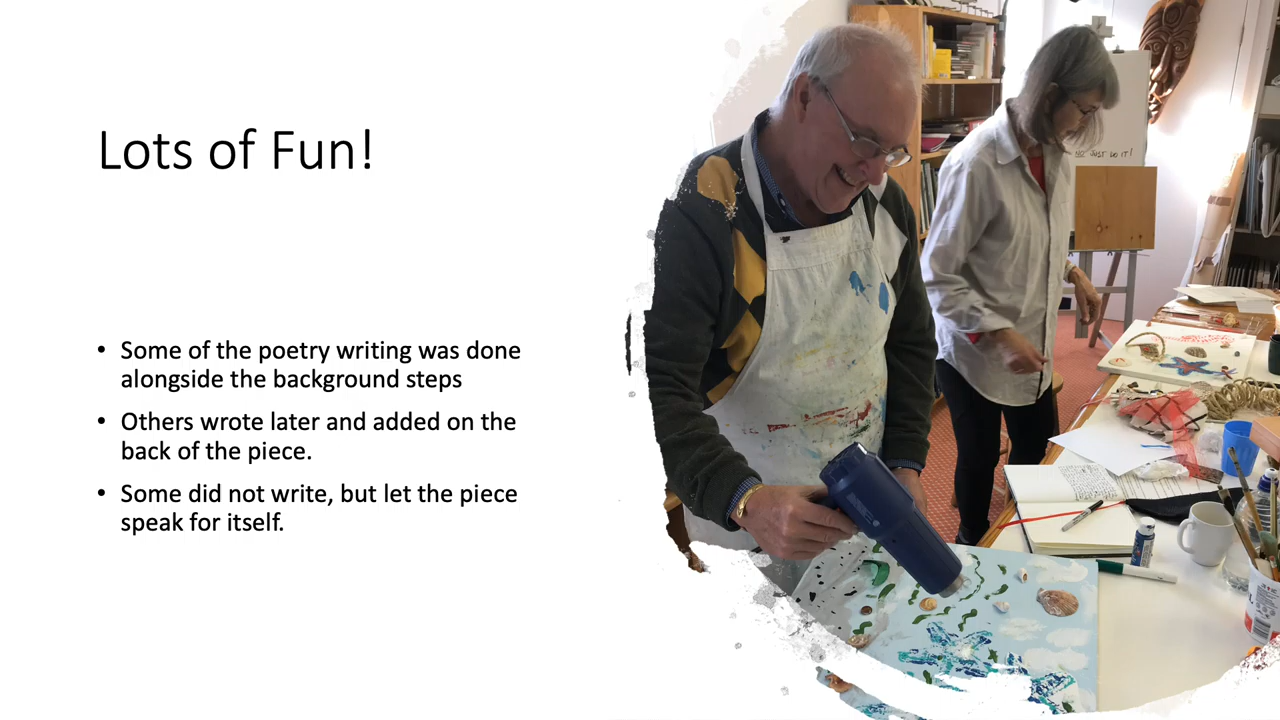 Lots of Fun!
• Some of the poetry writing was done
alongside the background steps
• Others wrote later and added on the
back of the piece.
• Some did not write, but let the piece
speak for itself.
NO JUST DO IT!